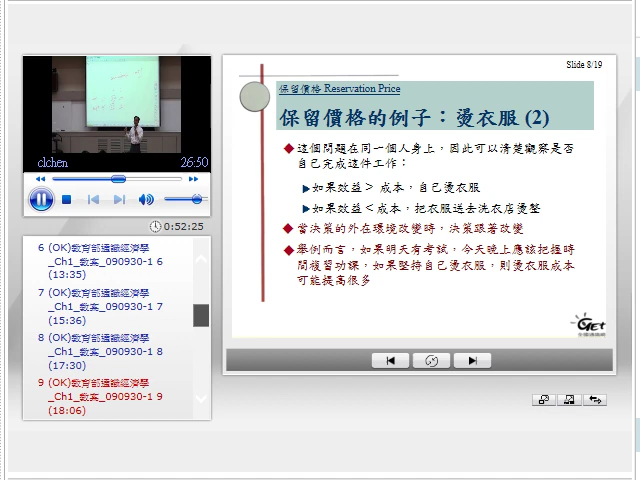 clchen
26:50
0:52:25
6 (OK)教育部通識經濟學
_Ch1_教案_090930-1 6
(13:35)
7 (OK)教育部通識經濟學
_Ch1_教案_090930-1 7
(15:36)
8 (OK)教育部通識經濟學
_Ch1_教案_090930-1 8
(17:30)
9 (OK)教育部通識經濟學
_Ch1_教案_090930-1 9
(18:06)
Slide 8/19
保留價格 Reservation Price
保留價格的例子：燙衣服 (2)
這個問題在同一個人身上，因此可以清楚觀察是否
自己完成這件工作：
如果效益＞ 成本，自己燙衣服
如果效益＜成本，把衣服送去洗衣店燙整
當決策的外在環境改變時，決策跟著改變
舉例而言，如果明天有考試，今天晚上應該把握時
間複習功課，如果堅持自己燙衣服，則燙衣服成本
可能提高很多
GET